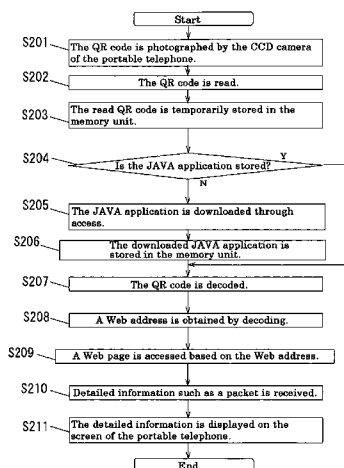 Start
S201
The QR code is photographed by the CCD camera
of the portable telephone.
S202
The QR code is read.
S203
The read QR code is temporarily stored in the
memory unit.
S204
Is the JAVA application stored?
Y
N
S205
The JAVA application is downloaded through
access.
S206
The downloaded JAVA application is
stored in the memory unit.
S207
The QR code is decoded.
S208
A Web address is obtained by decoding.
S209
A Web page is accessed based on the Web address.
S210
Detailed information such as a packet is received.
S211
The detailed information is displayed on the
screen of the portable telephone.
End